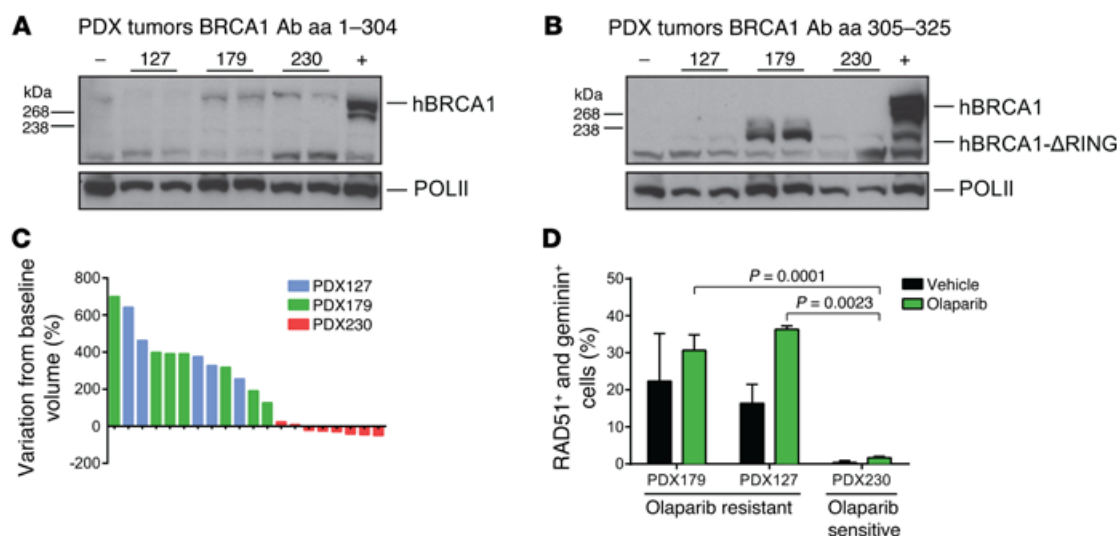 A
PDX tumors BRCA1 Ab aa 1–304
– 127 179 230 +
kDa
268
238
hBRCA1
POLII
B
PDX tumors BRCA1 Ab aa 305–325
– 127 179 230 +
kDa
268
238
hBRCA1
hBRCA1-ΔRING
POLII
C
Variation from baseline
volume (%)
800
600
400
200
0
-200
PDX127
PDX179
PDX230
D
RAD51+ and geminin+
cells (%)
50
40
30
20
10
0
P = 0.0001
P = 0.0023
Vehicle
Olaparib
PDX179 PDX127 PDX230
Olaparib resistant
Olaparib
sensitive